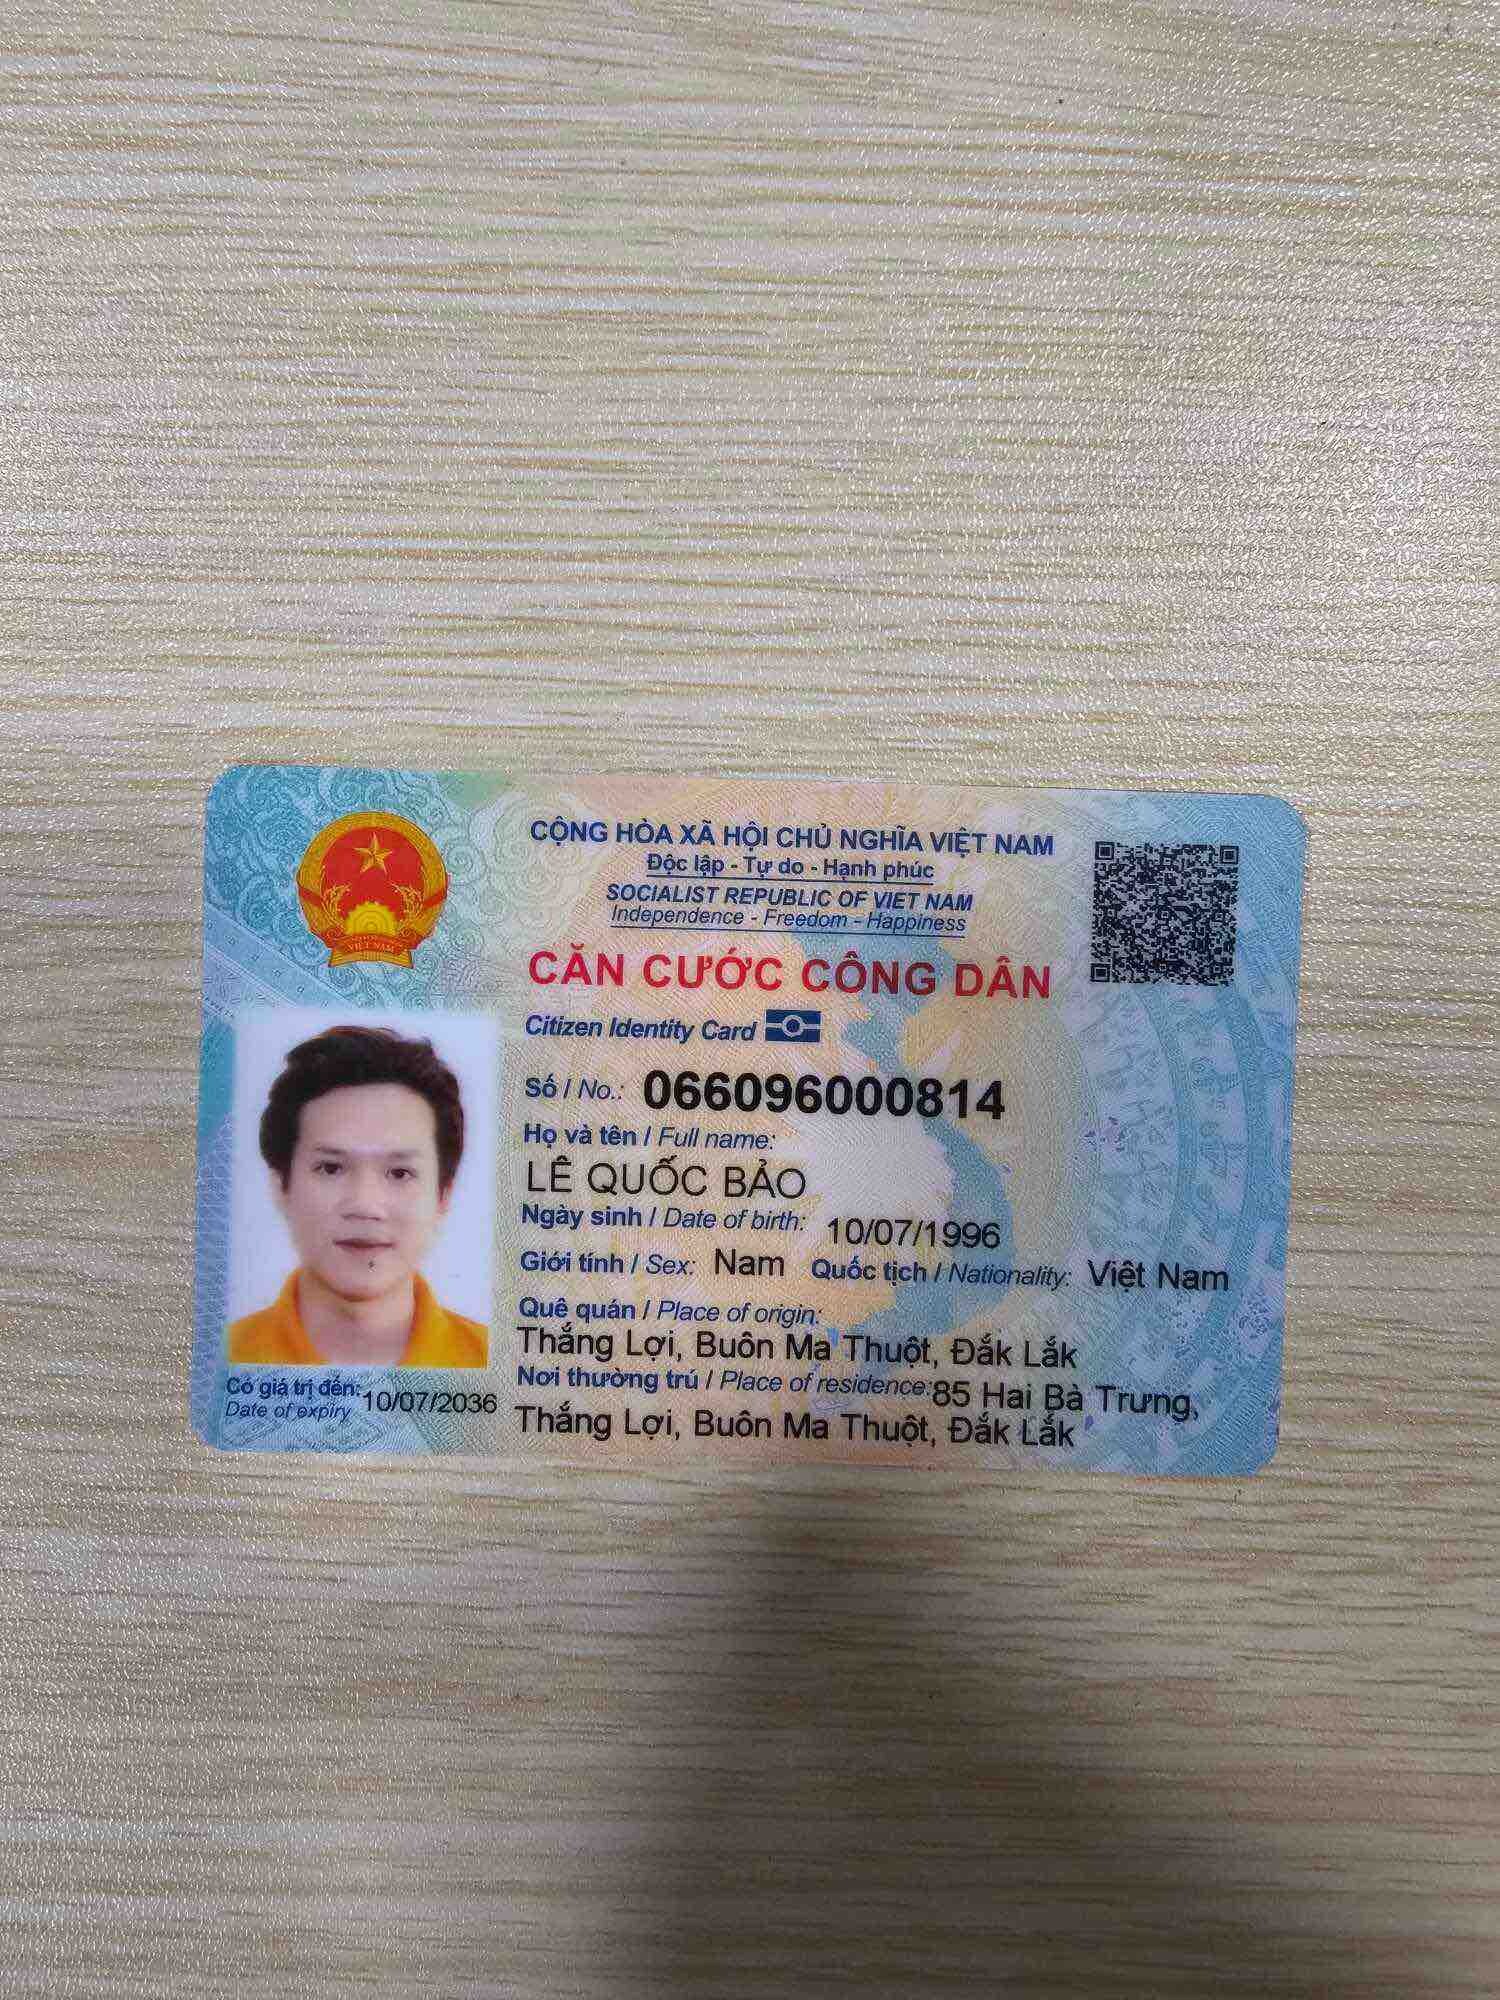 CỘNG HÒA XÃ HỘI CHỦ NGHĨA VIỆT NAM
Độc lập - Tự do - Hạnh phúc
SOCIALIST REPUBLIC OF VIET NAM
Independence - Freedom - Happiness
VIỆT NAM
CĂN CƯỚC CÔNG DÂN
Citizen Identity Card
Số / No.: 066096000814
Họ và tên / Full name:
LÊ QUỐC BẢO
Ngày sinh / Date of birth: 10/07/1996
Giới tính / Sex: Nam Quốc tịch / Nationality: Việt Nam
Quê quán / Place of origin:
Thắng Lợi, Buôn Ma Thuột, Đắk Lắk
Nơi thường trú / Place of residence: 85 Hai Bà Trưng,
Thắng Lợi, Buôn Ma Thuột, Đắk Lắk
Có giá trị đến: 10/07/2036
Date of expiry